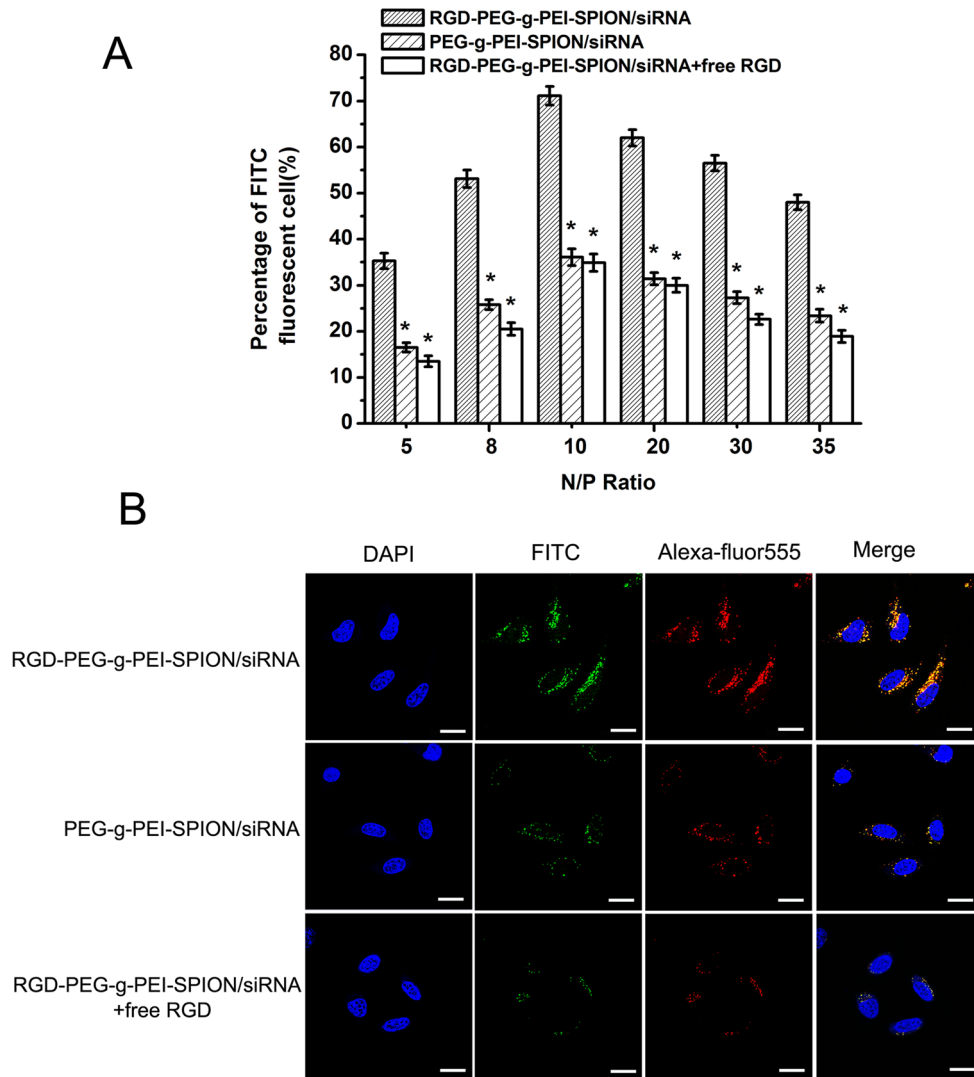 A
RGD-PEG-g-PEI-SPION/siRNA
PEG-g-PEI-SPION/siRNA
RGD-PEG-g-PEI-SPION/siRNA+free RGD
Percentage of FITC
fluorescent cell(%)
80
70
60
50
40
30
20
10
0
* *
* *
* *
* *
* *
* *
5 8 10 20 30 35
N/P Ratio
B
DAPI FITC Alexa-fluor555 Merge
RGD-PEG-g-PEI-SPION/siRNA
PEG-g-PEI-SPION/siRNA
RGD-PEG-g-PEI-SPION/siRNA
+free RGD